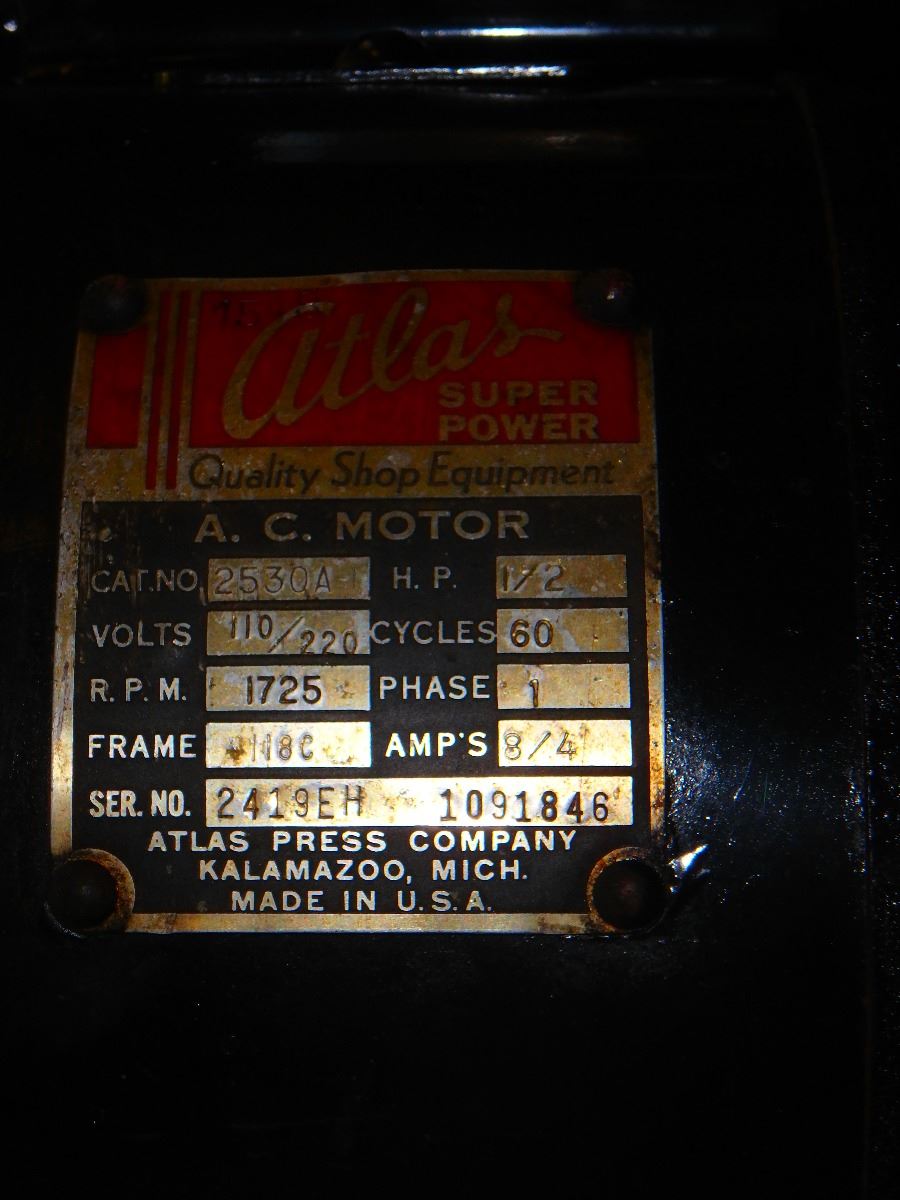 Atlas
SUPER
POWER
Quality Shop Equipment
A. C. MOTOR
CAT.NO. 2530A H. P. 1/2
VOLTS 110/220 CYCLES 60
R. P. M. 1725 PHASE 1
FRAME 118C AMP'S 8/4
SER. NO. 2419EH 1091846
ATLAS PRESS COMPANY
KALAMAZOO, MICH.
MADE IN U.S.A.